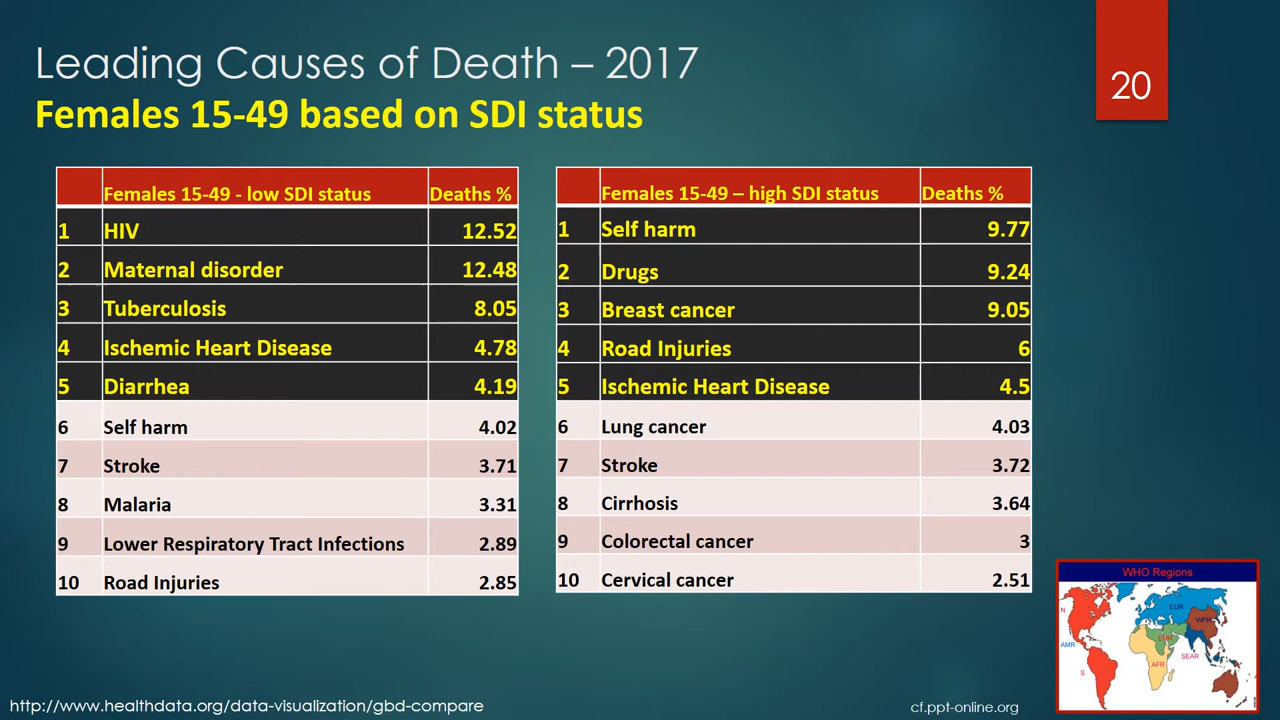 Leading Causes of Death – 2017
Females 15-49 based on SDI status
20
Females 15-49 - low SDI status Deaths %
1 HIV 12.52
2 Maternal disorder 12.48
3 Tuberculosis 8.05
4 Ischemic Heart Disease 4.78
5 Diarrhea 4.19
6 Self harm 4.02
7 Stroke 3.71
8 Malaria 3.31
9 Lower Respiratory Tract Infections 2.89
10 Road Injuries 2.85
Females 15-49 – high SDI status Deaths %
1 Self harm 9.77
2 Drugs 9.24
3 Breast cancer 9.05
4 Road Injuries 6
5 Ischemic Heart Disease 4.5
6 Lung cancer 4.03
7 Stroke 3.72
8 Cirrhosis 3.64
9 Colorectal cancer 3
10 Cervical cancer 2.51
WHO Regions
N
EUR
WPR
EMR
AMR
SEAR
AFR
S
http://www.healthdata.org/data-visualization/gbd-compare
cf.ppt-online.org